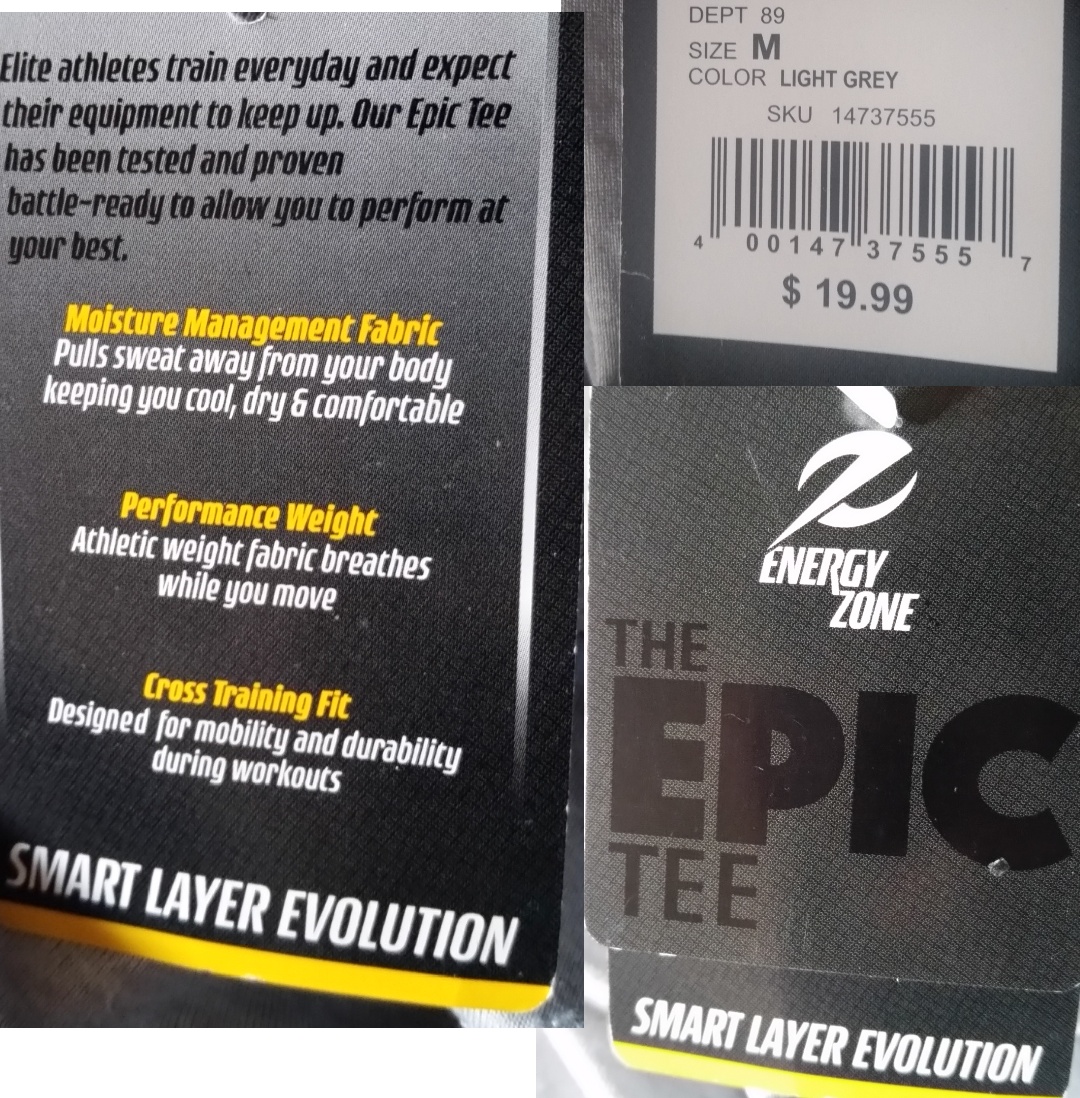 Elite athletes train everyday and expect
their equipment to keep up. Our Epic Tee
has been tested and proven
battle-ready to allow you to perform at
your best.
Moisture Management Fabric
Pulls sweat away from your body
keeping you cool, dry & comfortable
Performance Weight
Athletic weight fabric breathes
while you move
Cross Training Fit
Designed for mobility and durability
during workouts
SMART LAYER EVOLUTION
DEPT 89
SIZE M
COLOR LIGHT GREY
SKU 14737555
4 00147 37555 7
$ 19.99
ENERGY
ZONE
THE
EPIC
TEE
SMART LAYER EVOLUTION